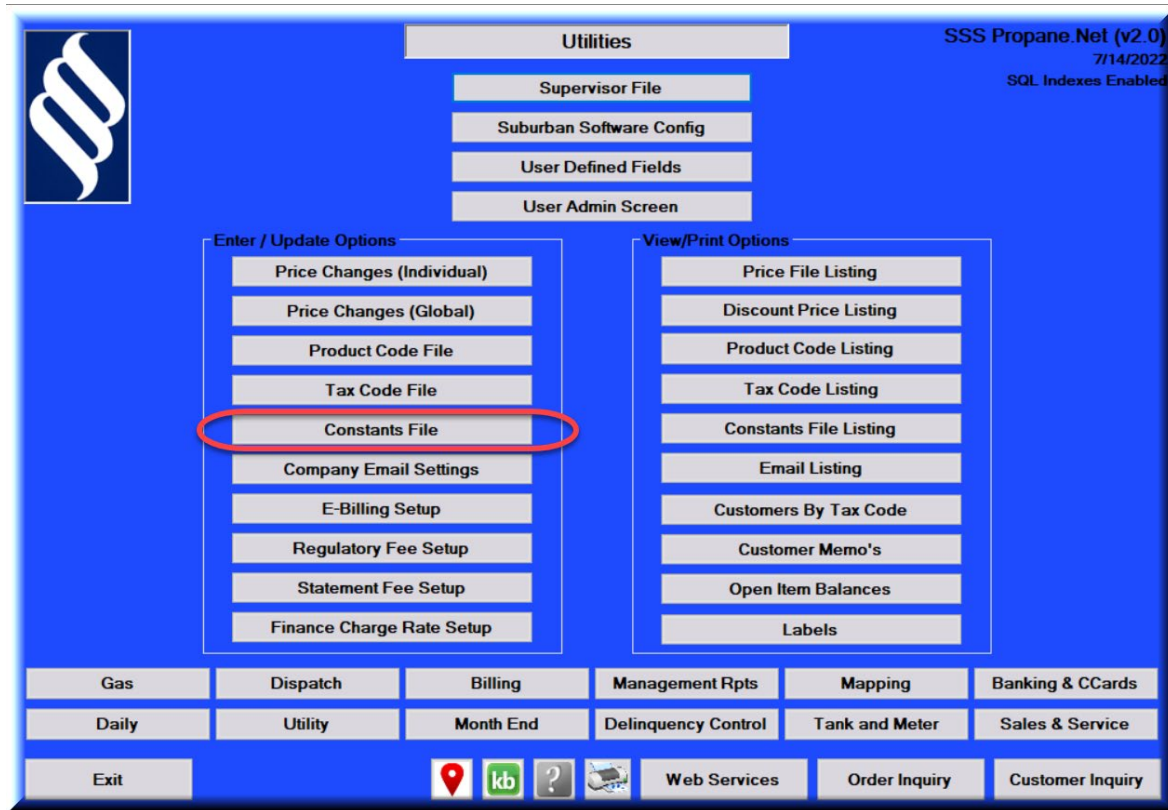 Utilities
SSS Propane.Net (v2.0)
7/14/2022
SQL Indexes Enabled
Supervisor File
Suburban Software Config
User Defined Fields
User Admin Screen
Enter / Update Options
Price Changes (Individual)
Price Changes (Global)
Product Code File
Tax Code File
Constants File
Company Email Settings
E-Billing Setup
Regulatory Fee Setup
Statement Fee Setup
Finance Charge Rate Setup
View/Print Options
Price File Listing
Discount Price Listing
Product Code Listing
Tax Code Listing
Constants File Listing
Email Listing
Customers By Tax Code
Customer Memo's
Open Item Balances
Labels
Gas Dispatch Billing Management Rpts Mapping Banking & CCards
Daily Utility Month End Delinquency Control Tank and Meter Sales & Service
Exit kb ? Web Services Order Inquiry Customer Inquiry